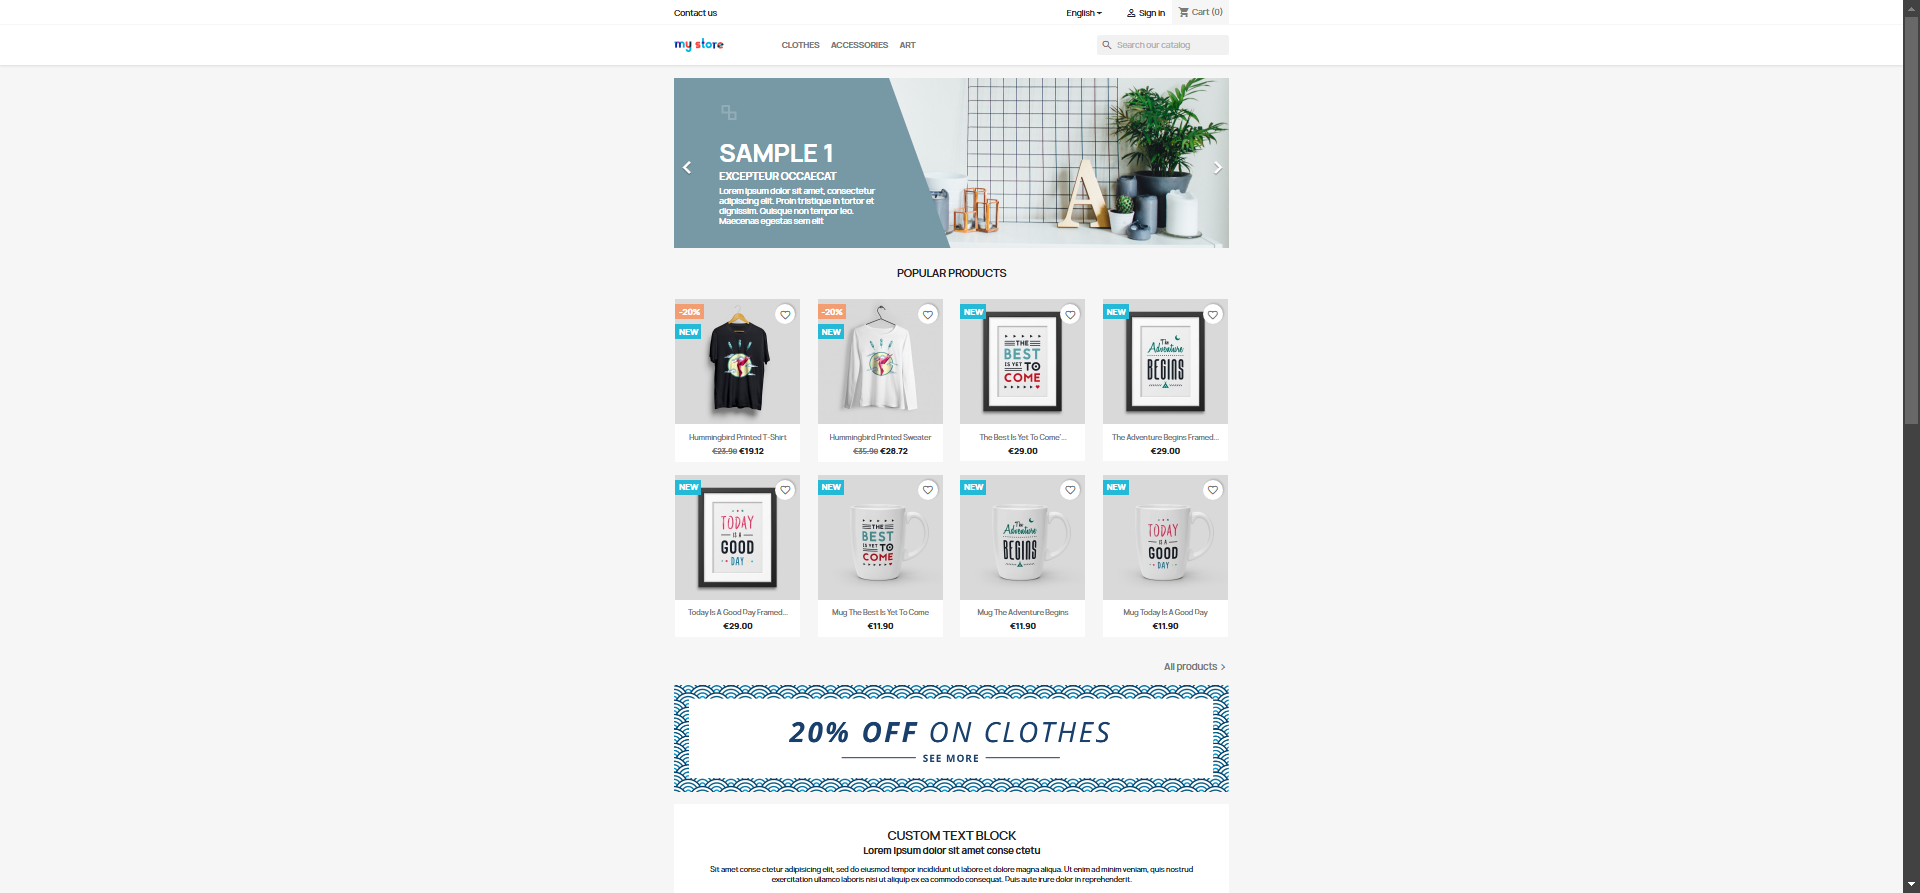 Contact us
English
Sign in
Cart (0)
my store
CLOTHES
ACCESSORIES
ART
Search our catalog
SAMPLE 1
EXCEPTEUR OCCAECAT
Lorem ipsum dolor sit amet, consectetur
adipiscing elit. Proin tristique in tortor et
dignissim. Quisque non tempor leo.
Maecenas egestas sem elit
A
POPULAR PRODUCTS
-20%
NEW
Hummingbird Printed T-Shirt
€23.90 €19.12
-20%
NEW
Hummingbird Printed Sweater
€35.90 €28.72
NEW
THE
BEST
IS YET TO
COME
The Best Is Yet To Come'...
€29.00
NEW
The
Adventure
BEGINS
The Adventure Begins Framed...
€29.00
NEW
TODAY
IS A
GOOD
DAY
Today Is A Good Day Framed...
€29.00
NEW
THE
BEST
IS YET TO
COME
Mug The Best Is Yet To Come
€11.90
NEW
The
Adventure
BEGINS
Mug The Adventure Begins
€11.90
NEW
TODAY
IS A
GOOD
DAY
Mug Today Is A Good Day
€11.90
All products
20% OFF ON CLOTHES
SEE MORE
CUSTOM TEXT BLOCK
Lorem ipsum dolor sit amet conse ctetu
Sit amet conse ctetur adipisicing elit, sed do eiusmod tempor incididunt ut labore et dolore magna aliqua. Ut enim ad minim veniam, quis nostrud
exercitation ullamco laboris nisi ut aliquip ex ea commodo consequat. Duis aute irure dolor in reprehenderit.